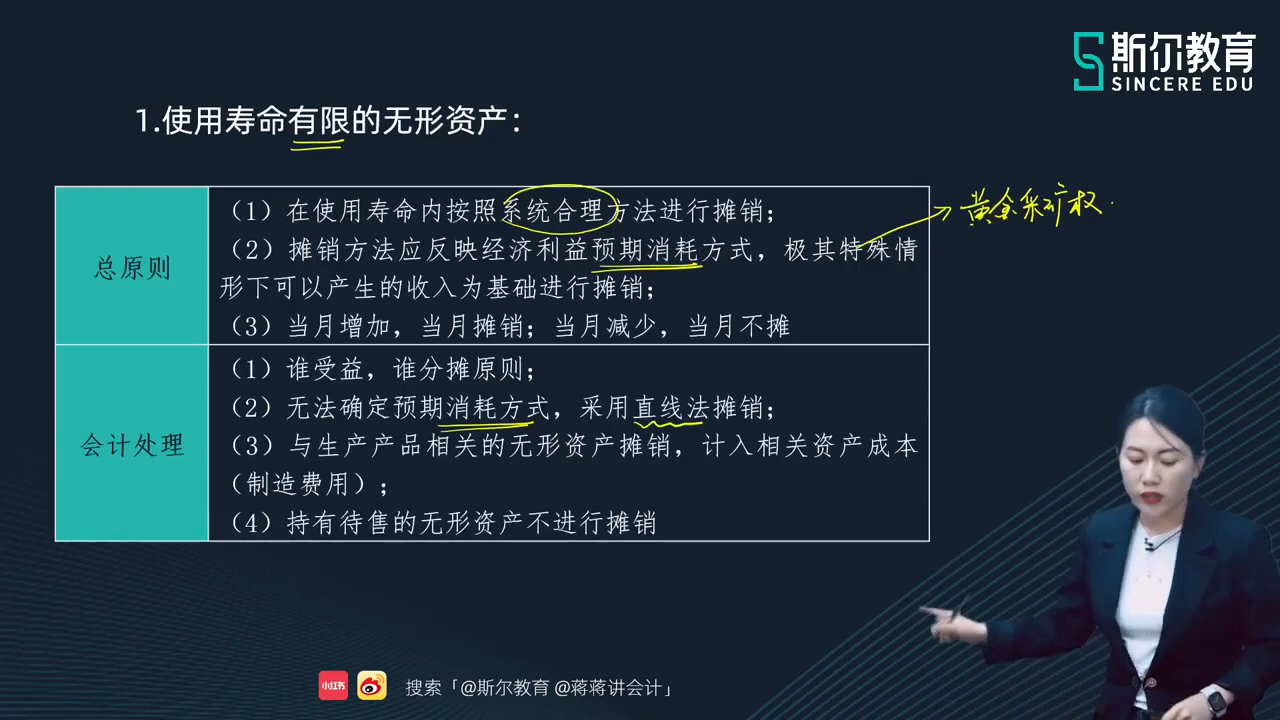 斯尔教育
SINCERE EDU
1.使用寿命有限的无形资产：
总原则
（1）在使用寿命内按照系统合理方法进行摊销；
（2）摊销方法应反映经济利益预期消耗方式，极其特殊情
形下可以产生的收入为基础进行摊销；
（3）当月增加，当月摊销；当月减少，当月不摊
黄金采矿权
会计处理
（1）谁受益，谁分摊原则；
（2）无法确定预期消耗方式，采用直线法摊销；
（3）与生产产品相关的无形资产摊销，计入相关资产成本
（制造费用）；
（4）持有待售的无形资产不进行摊销
小红书
搜索「@斯尔教育 @蒋蒋讲会计」